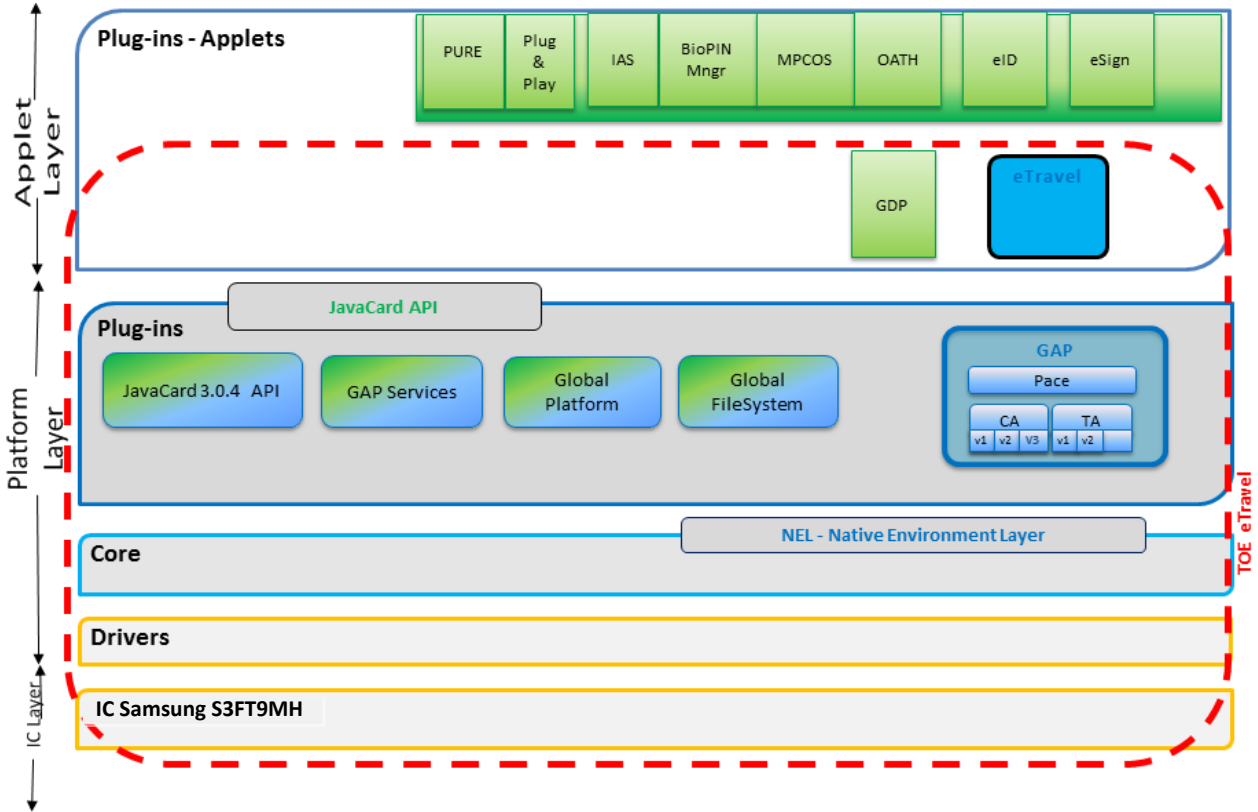 Plug-ins - Applets
PURE
Plug
&
Play
IAS
BioPIN
Mngr
MPCOS
OATH
eID
eSign
Applet
Layer
GDP
eTravel
JavaCard API
Plug-ins
JavaCard 3.0.4 API
GAP Services
Global
Platform
Global
FileSystem
GAP
Pace
CA
TA
v1
v2
V3
v1
v2
Platform
Layer
NEL - Native Environment Layer
Core
TOE eTravel
Drivers
IC Samsung S3FT9MH
IC Layer